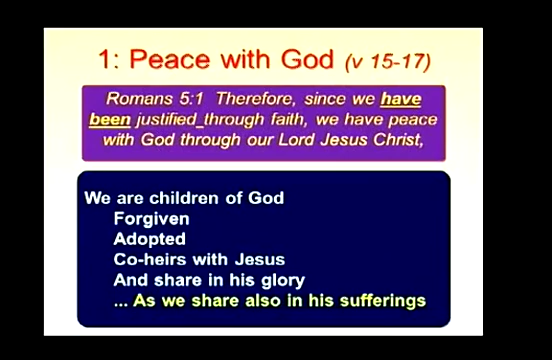 1: Peace with God (v 15-17)
Romans 5:1 Therefore, since we have
been justified through faith, we have peace
with God through our Lord Jesus Christ,
We are children of God
Forgiven
Adopted
Co-heirs with Jesus
And share in his glory
... As we share also in his sufferings